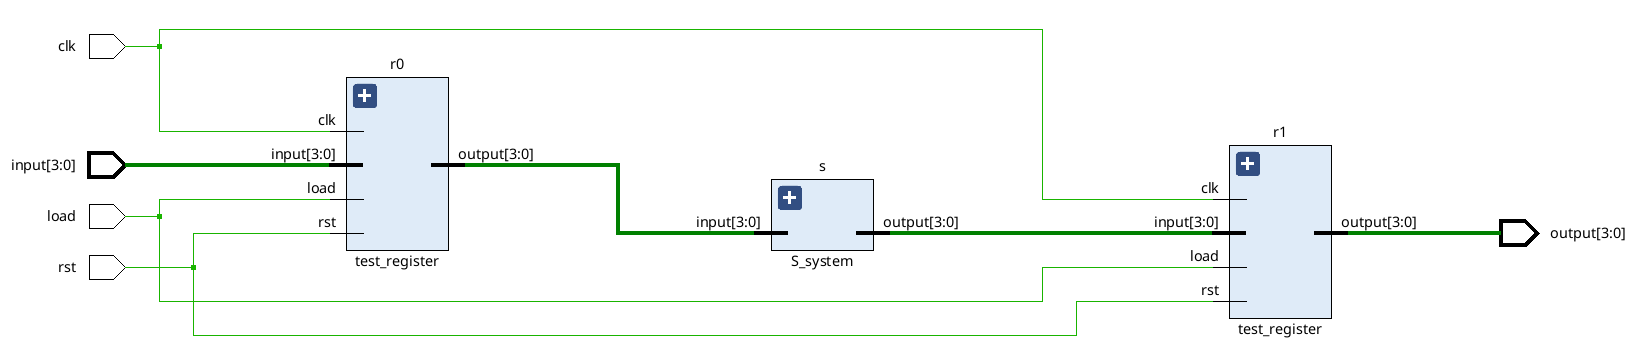 clk
input[3:0]
load
rst
r0
clk
input[3:0]
load
rst
output[3:0]
test_register
s
input[3:0]
output[3:0]
S_system
r1
clk
input[3:0]
load
rst
output[3:0]
test_register
output[3:0]